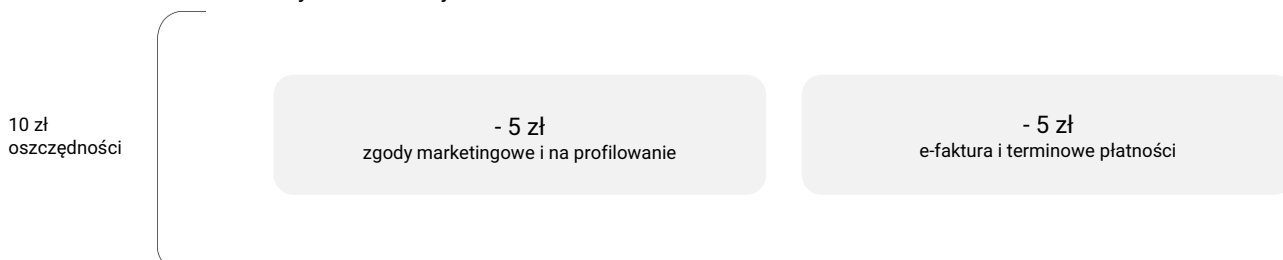 10 zł
oszczędności
- 5 zł
zgody marketingowe i na profilowanie
- 5 zł
e-faktura i terminowe płatności